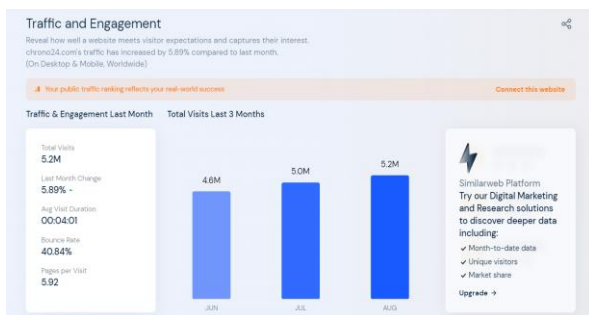 Traffic and Engagement
Reveal how well a website meets visitor expectations and captures their interest.
chrono24.com's traffic has increased by 5.89% compared to last month.
(On Desktop & Mobile, Worldwide)
Your public traffic ranking reflects your real-world success
Connect this website
Traffic & Engagement Last Month
Total Visits
5.2M
Last Month Change
5.89% -
Avg Visit Duration
00:04:01
Bounce Rate
40.84%
Pages per Visit
5.92
Total Visits Last 3 Months
4.6M
5.0M
5.2M
JUN
JUL
AUG
Similarweb Platform
Try our Digital Marketing
and Research solutions
to discover deeper data
including:
✓ Month-to-date data
✓ Unique visitors
✓ Market share
Upgrade →